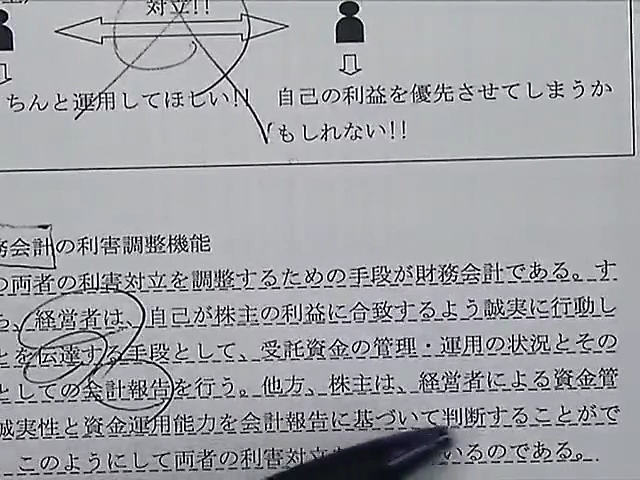 対立!!
ちんと運用してほしい!!
自己の利益を優先させてしまうか
もしれない!!
務会計の利害調整機能
の両者の利害対立を調整するための手段が財務会計である。す
ら、経営者は、自己が株主の利益に合致するよう誠実に行動し
とを伝達する手段として、受託資金の管理・運用の状況とその
としての会計報告を行う。他方、株主は、経営者による資金管
誠実性と資金運用能力を会計報告に基づいて判断することがで
。このようにして両者の利害対立 いるのである。